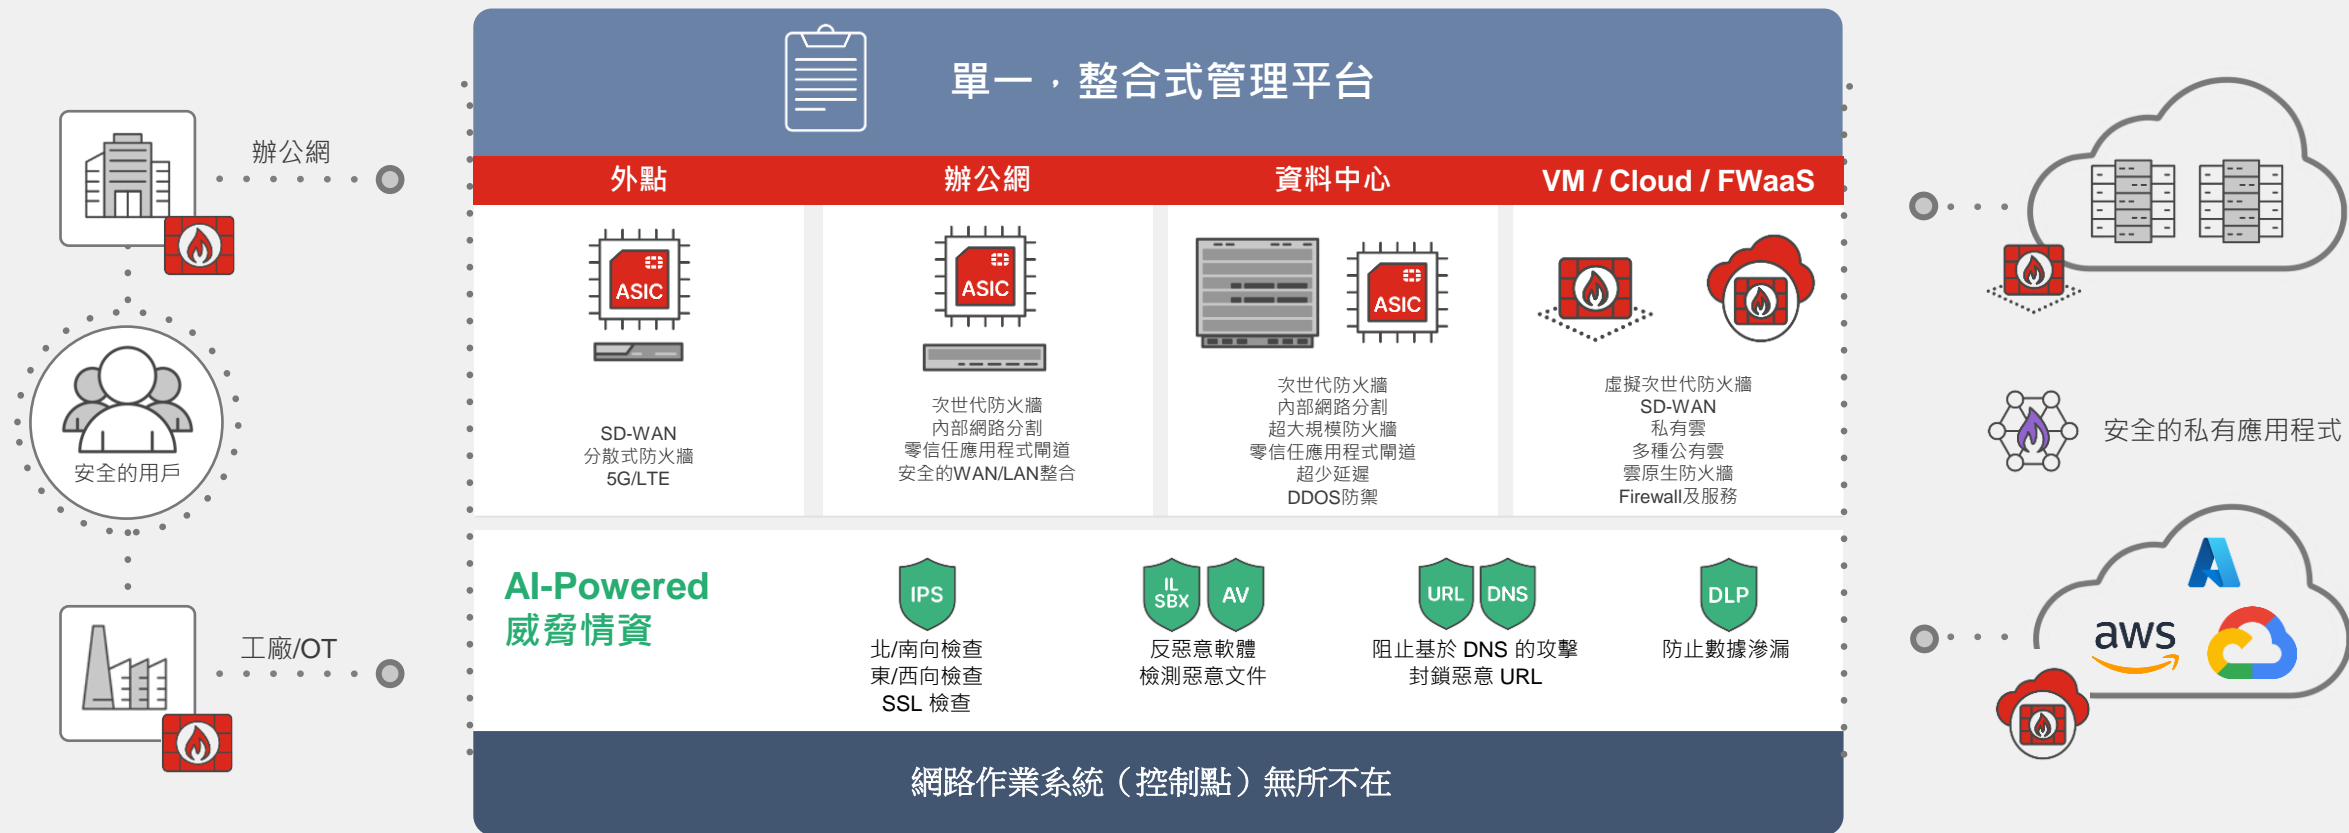 單一，整合式管理平台
辦公網
安全的用戶
工廠/OT
外點
辦公網
資料中心
VM / Cloud / FWaaS
ASIC
SD-WAN
分散式防火牆
5G/LTE
ASIC
次世代防火牆
內部網路分割
零信任應用程式閘道
安全的WAN/LAN整合
ASIC
次世代防火牆
內部網路分割
超大規模防火牆
零信任應用程式閘道
超少延遲
DDOS防禦
虛擬次世代防火牆
SD-WAN
私有雲
多種公有雲
雲原生防火牆
Firewall及服務
AI-Powered
威脅情資
IPS
北/南向檢查
東/西向檢查
SSL 檢查
IL
SBX
AV
反惡意軟體
檢測惡意文件
URL
DNS
阻止基於 DNS 的攻擊
封鎖惡意 URL
DLP
防止數據滲漏
網路作業系統（控制點）無所不在
安全的私有應用程式
aws